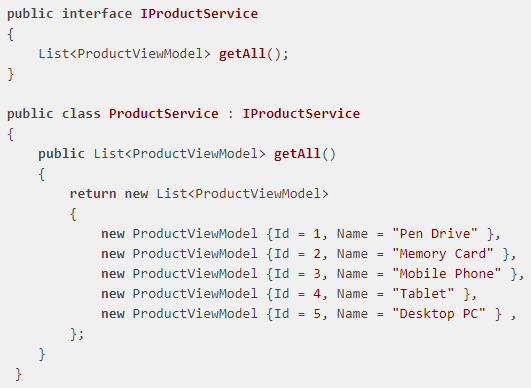 public interface IProductService
{
    List<ProductViewModel> getAll();
}

public class ProductService : IProductService
{
    public List<ProductViewModel> getAll()
    {
        return new List<ProductViewModel>
        {
            new ProductViewModel {Id = 1, Name = "Pen Drive" },
            new ProductViewModel {Id = 2, Name = "Memory Card" },
            new ProductViewModel {Id = 3, Name = "Mobile Phone" },
            new ProductViewModel {Id = 4, Name = "Tablet" },
            new ProductViewModel {Id = 5, Name = "Desktop PC" } ,
        };
    }
 }